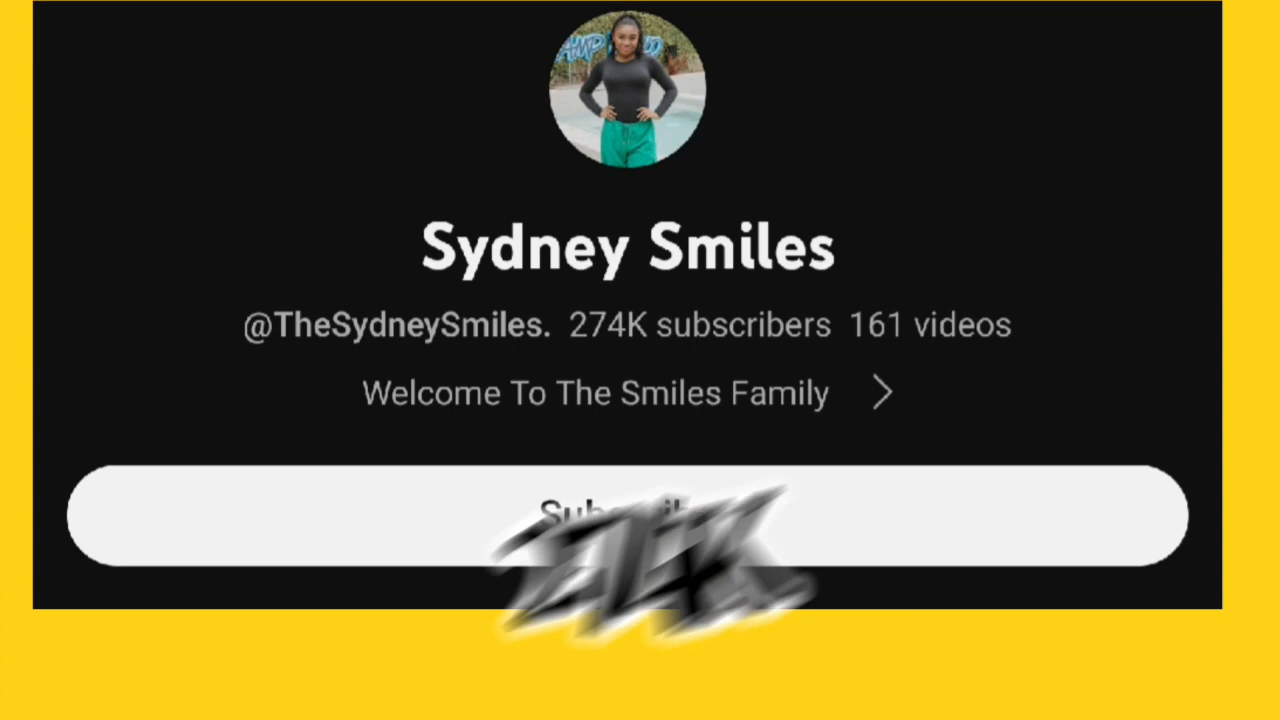 Sydney Smiles
@TheSydneySmiles. 274K subscribers 161 videos
Welcome To The Smiles Family